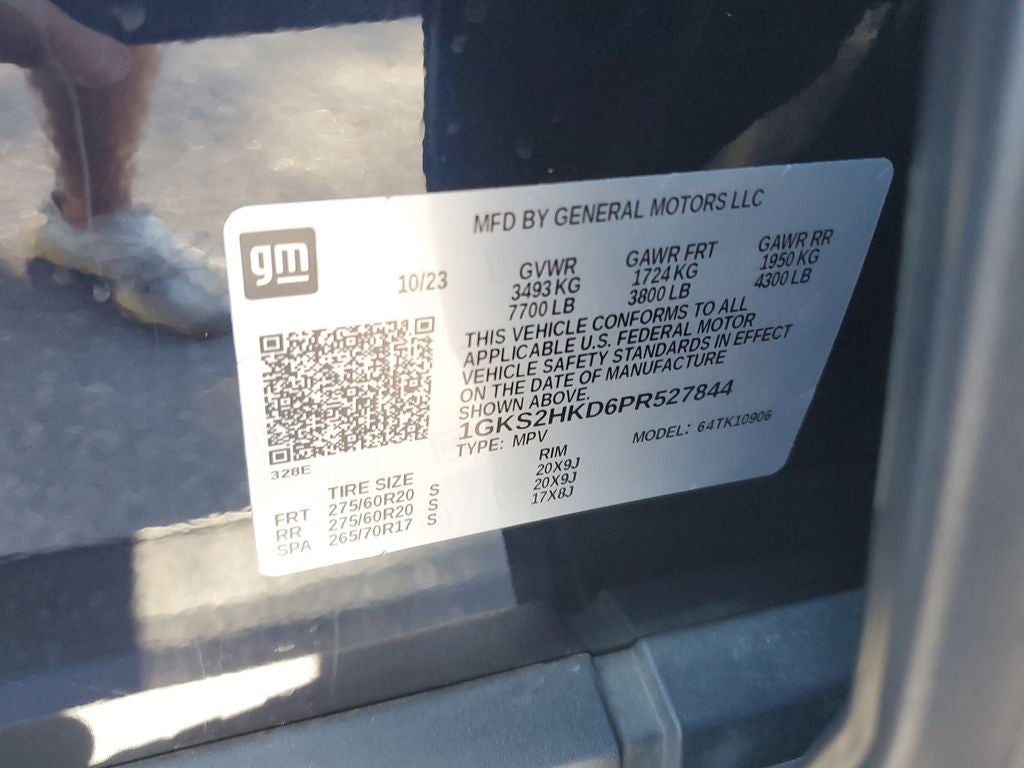 MFD BY GENERAL MOTORS LLC
gm
10/23
GVWR GAWR FRT GAWR RR
3493 KG 1724 KG 1950 KG
7700 LB 3800 LB 4300 LB
THIS VEHICLE CONFORMS TO ALL
APPLICABLE U.S. FEDERAL MOTOR
VEHICLE SAFETY STANDARDS IN EFFECT
ON THE DATE OF MANUFACTURE
SHOWN ABOVE.
1GKS2HKD6PR527844
TYPE: MPV MODEL: 64TK10906
328E
TIRE SIZE RIM
FRT 275/60R20 S 20X9J
RR 275/60R20 S 20X9J
SPA 265/70R17 S 17X8J